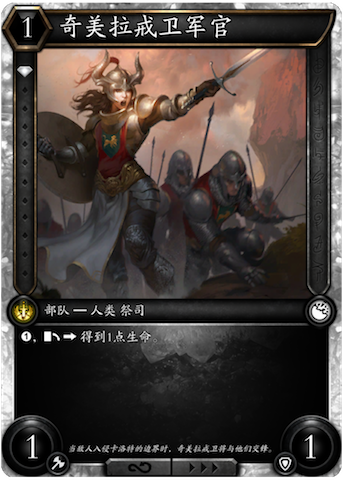 1 奇美拉戒卫军官
部队 — 人类 祭司
1, ➡ 得到1点生命。
当敌人入侵卡洛特的边界时，奇美拉戒卫将与他们交锋。
1 1